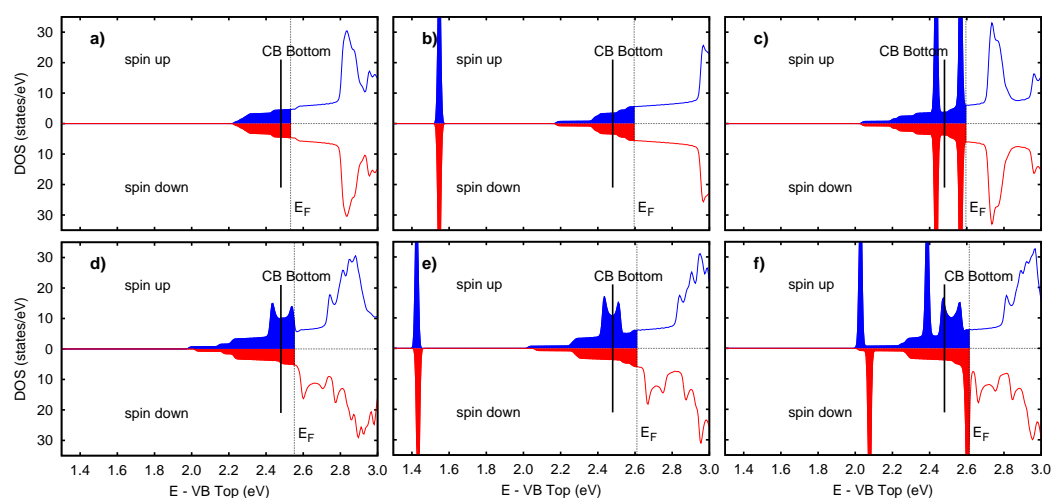 a) b) c)
30 20 10 0 10 20 30
DOS (states/eV)
spin up CB Bottom spin down E_F
spin up CB Bottom spin down E_F
spin up CB Bottom spin down E_F
d) e) f)
30 20 10 0 10 20 30
DOS (states/eV)
spin up CB Bottom spin down E_F
spin up CB Bottom spin down E_F
spin up CB Bottom spin down E_F
1.4 1.6 1.8 2.0 2.2 2.4 2.6 2.8 3.0
1.4 1.6 1.8 2.0 2.2 2.4 2.6 2.8 3.0
1.4 1.6 1.8 2.0 2.2 2.4 2.6 2.8 3.0
E - VB Top (eV) E - VB Top (eV) E - VB Top (eV)